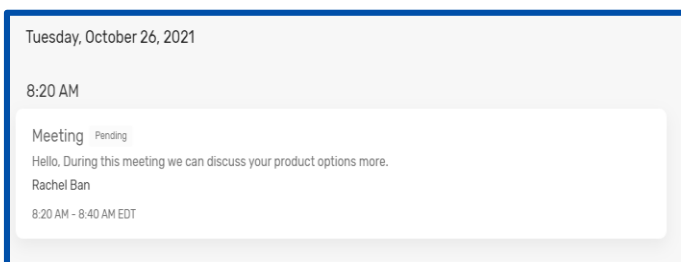 Tuesday, October 26, 2021
8:20 AM
Meeting Pending
Hello, During this meeting we can discuss your product options more.
Rachel Ban
8:20 AM - 8:40 AM EDT